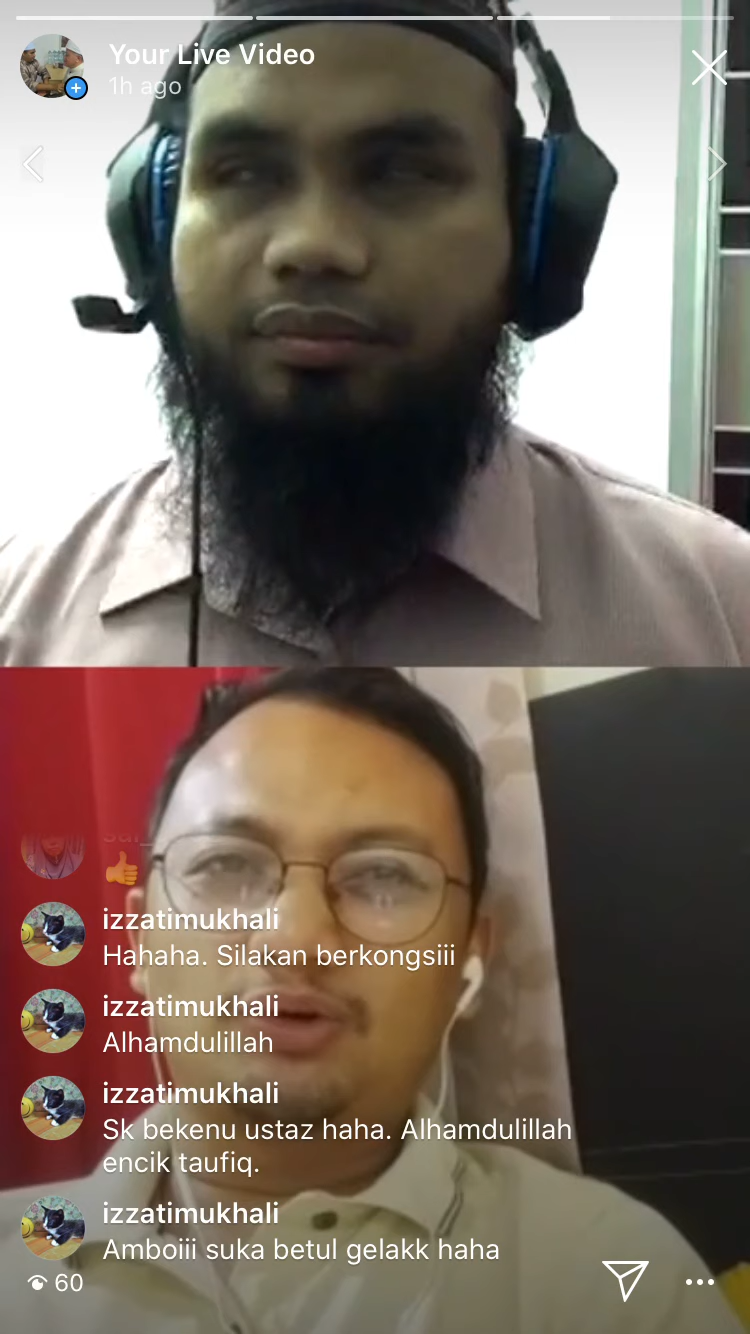 Your Live Video
1h ago
izzatimukhali
Hahaha. Silakan berkongsiii
izzatimukhali
Alhamdulillah
izzatimukhali
Sk bekenu ustaz haha. Alhamdulillah
encik taufiq.
izzatimukhali
Amboiii suka betul gelakk haha
60